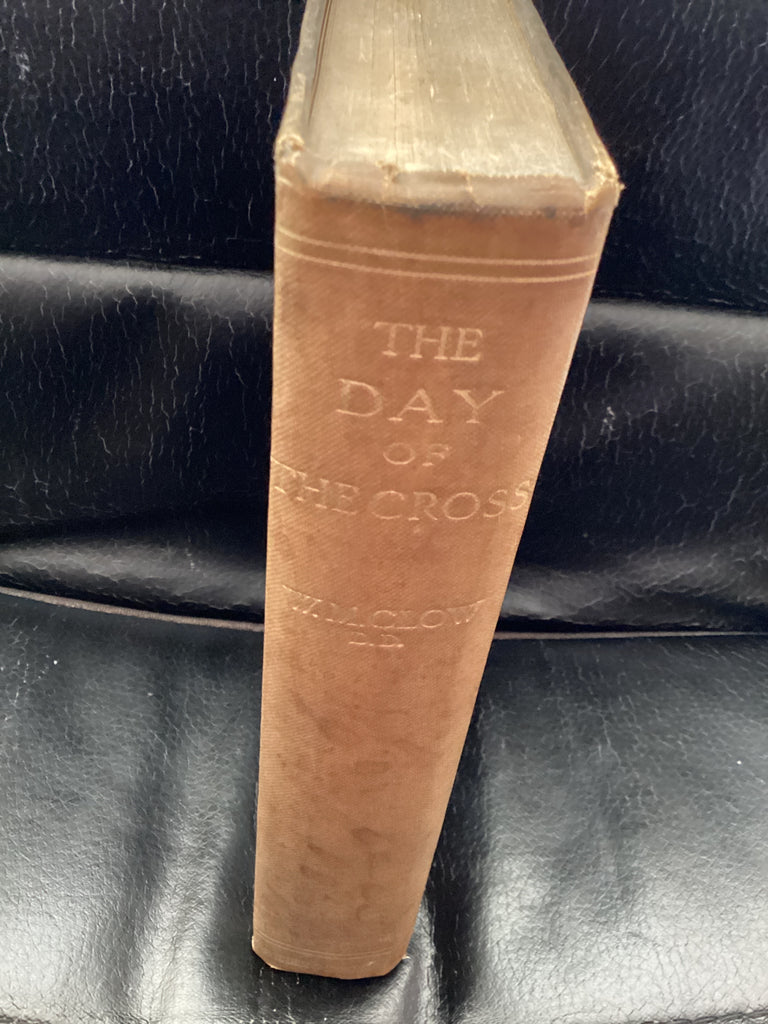 THE
DAY
OF
THE CROSS
W.M.CLOW
D.D.